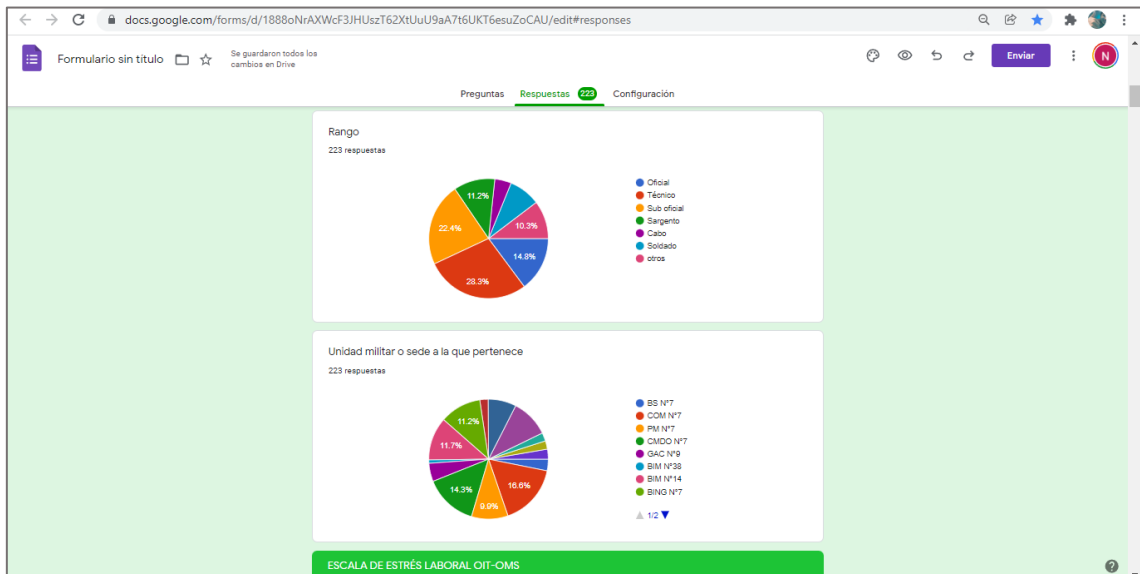 docs.google.com/forms/d/1888oNrAXWcF3JHUszT62XtUuU9aA7t6UKT6esuZoCAU/edit#responses
Formulario sin título
Se guardaron todos los
cambios en Drive
Enviar
N
Preguntas Respuestas 223 Configuración
Rango
223 respuestas
11.2%
22.4%
10.3%
14.8%
28.3%
Oficial
Técnico
Sub oficial
Sargento
Cabo
Soldado
otros
Unidad militar o sede a la que pertenece
223 respuestas
11.2%
11.7%
14.3%
9.9%
16.6%
BS N°7
COM N°7
PM N°7
CMDO N°7
GAC N°9
BIM N°38
BIM N°14
BING N°7
1/2
ESCALA DE ESTRÉS LABORAL OIT-OMS